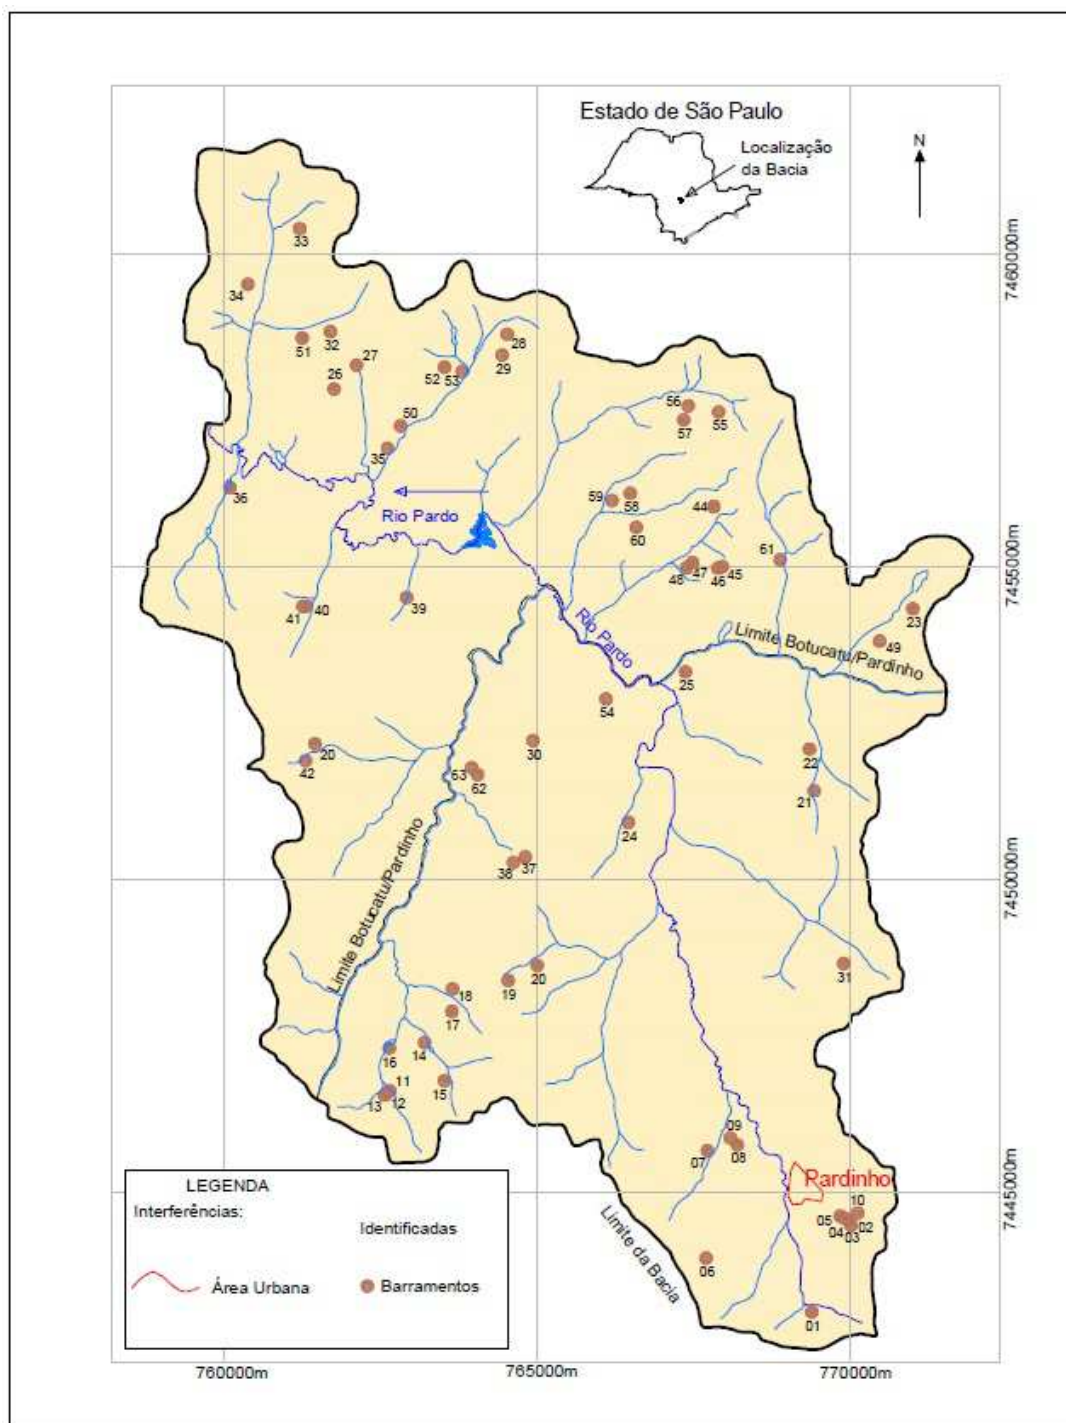 Estado de São Paulo
Localização
da Bacia
N
33
7460000m
34
32
51
27
26
28
29
52
53
50
35
56
55
57
36
59
58
44
60
Rio Pardo
61
7455000m
48
47
46
45
41
40
39
23
49
Limite Botucatu/Pardinho
Rio Pardo
25
54
20
42
30
22
63
62
21
24
38
37
7450000m
Limite Botucatu/Pardinho
31
18
19
20
17
16
14
11
15
13
12
09
08
07
Pardinho
10
05
04
02
03
7445000m
06
Limite da Bacia
01
LEGENDA
Interferências:
Identificadas
Área Urbana
Barramentos
760000m
765000m
770000m